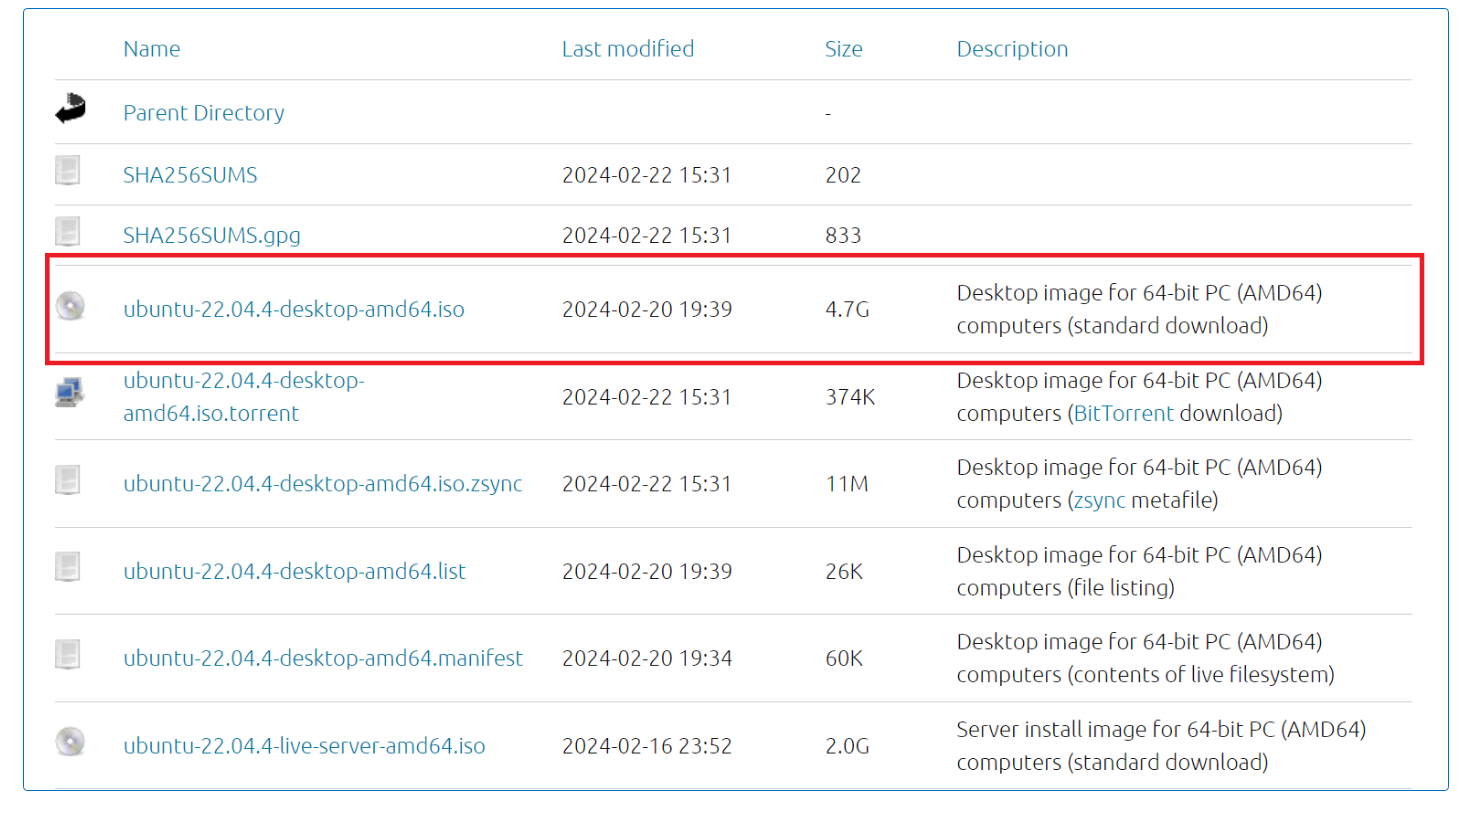 Name Last modified Size Description
Parent Directory -
SHA256SUMS 2024-02-22 15:31 202
SHA256SUMS.gpg 2024-02-22 15:31 833
ubuntu-22.04.4-desktop-amd64.iso 2024-02-20 19:39 4.7G Desktop image for 64-bit PC (AMD64)
computers (standard download)
ubuntu-22.04.4-desktop-
amd64.iso.torrent 2024-02-22 15:31 374K Desktop image for 64-bit PC (AMD64)
computers (BitTorrent download)
ubuntu-22.04.4-desktop-amd64.iso.zsync 2024-02-22 15:31 11M Desktop image for 64-bit PC (AMD64)
computers (zsync metafile)
ubuntu-22.04.4-desktop-amd64.list 2024-02-20 19:39 26K Desktop image for 64-bit PC (AMD64)
computers (file listing)
ubuntu-22.04.4-desktop-amd64.manifest 2024-02-20 19:34 60K Desktop image for 64-bit PC (AMD64)
computers (contents of live filesystem)
ubuntu-22.04.4-live-server-amd64.iso 2024-02-16 23:52 2.0G Server install image for 64-bit PC (AMD64)
computers (standard download)